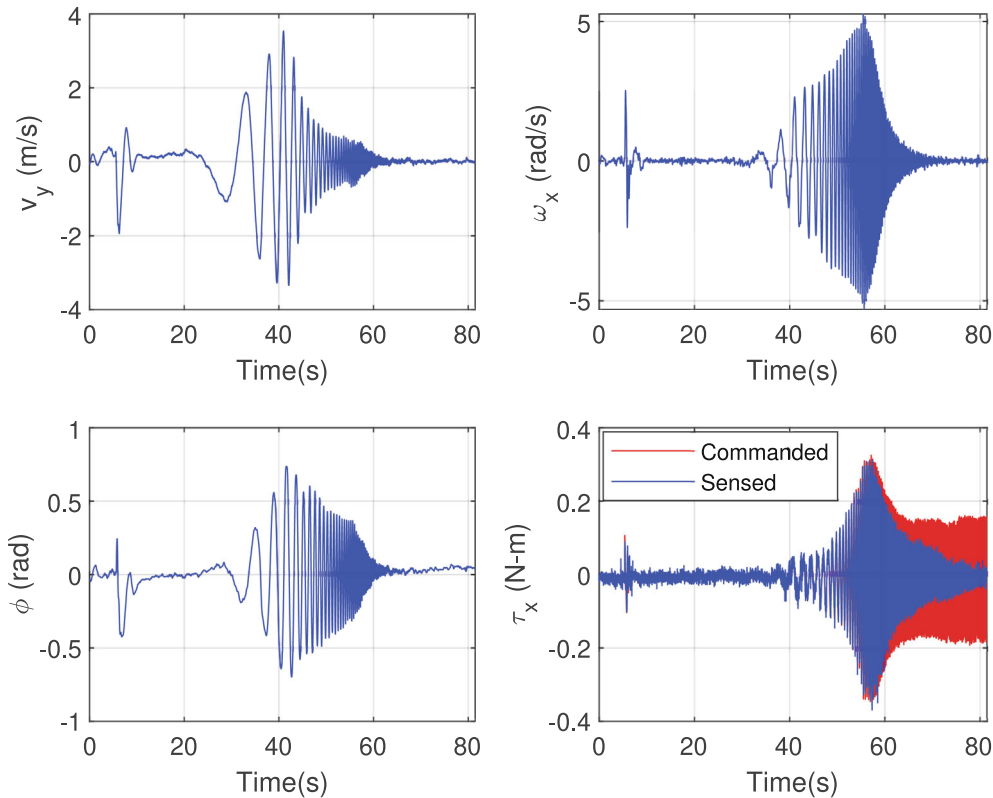 4
2
0
-2
-4
v_y (m/s)
0 20 40 60 80
Time(s)
5
0
-5
ω_x (rad/s)
0 20 40 60 80
Time(s)
1
0.5
0
-0.5
-1
ϕ (rad)
0 20 40 60 80
Time(s)
0.4
0.2
0
-0.2
-0.4
τ_x (N-m)
Commanded
Sensed
0 20 40 60 80
Time(s)